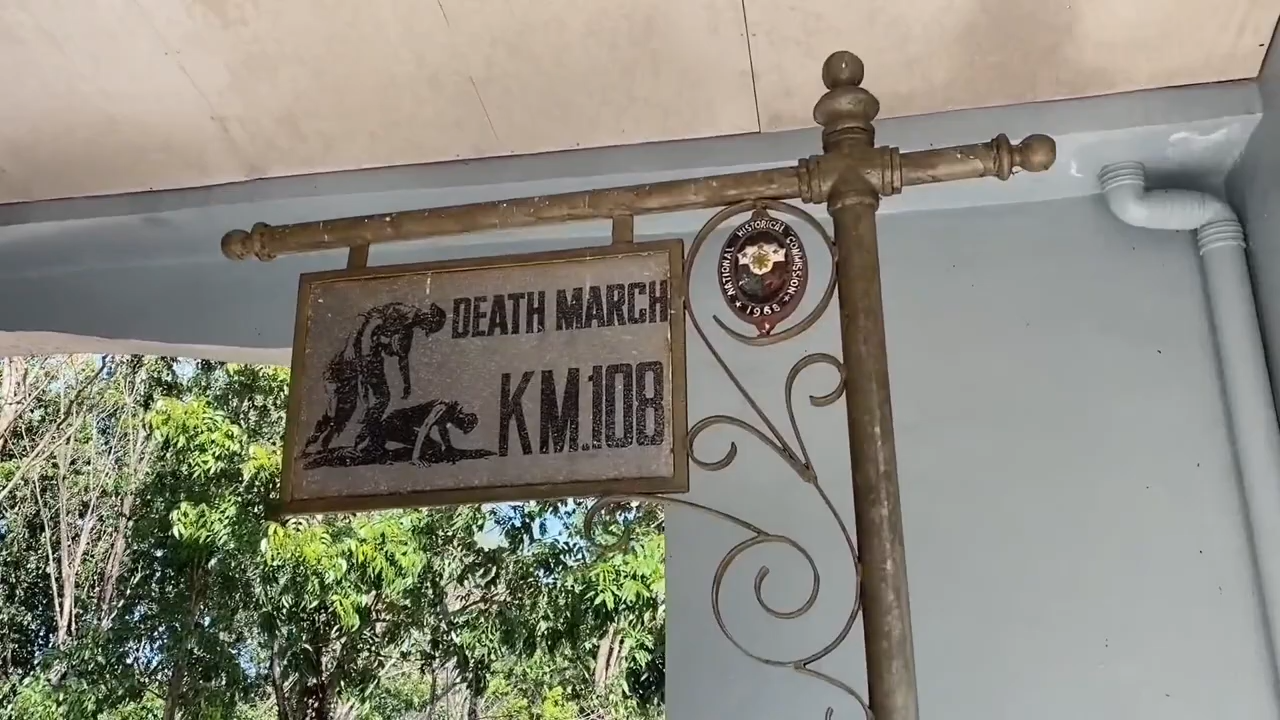 DEATH MARCH
KM.108
NATIONAL HISTORICAL COMMISSION
★ 1968 ★